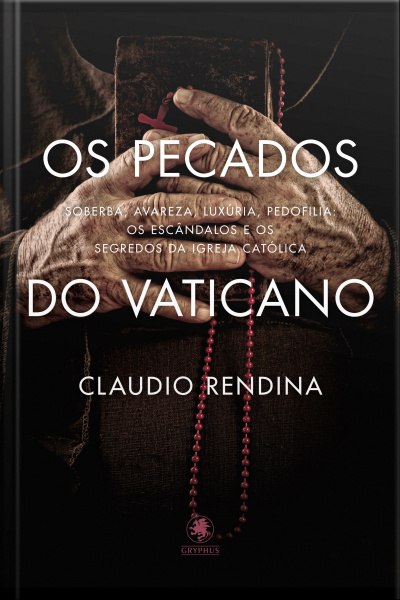 OS PECADOS
SOBERBA, AVAREZA, LUXÚRIA, PEDOFILIA:
OS ESCÂNDALOS E OS
SEGREDOS DA IGREJA CATÓLICA
DO VATICANO
CLAUDIO RENDINA
GRYPHUS